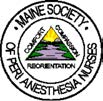 • MAINE SOCIETY •
OF PERI ANESTHESIA NURSES
COMFORT COMPASSION
REORIENTATION